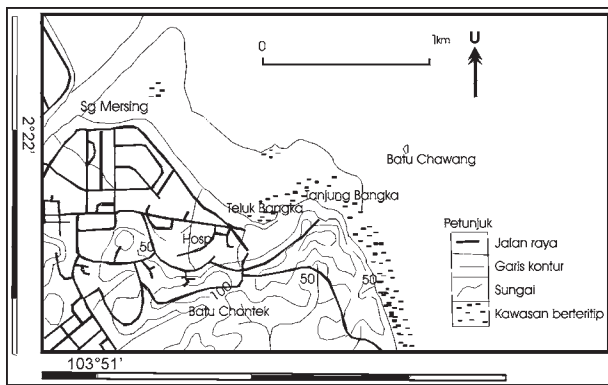 0 1km
U
Sg Mersing
2°22'
Batu Chawang
Tanjung Bangka
Teluk Bangka
Hosp
50
100
50
50
Batu Chantek
Petunjuk
Jalan raya
Garis kontur
Sungai
Kawasan berteritip
103°51'